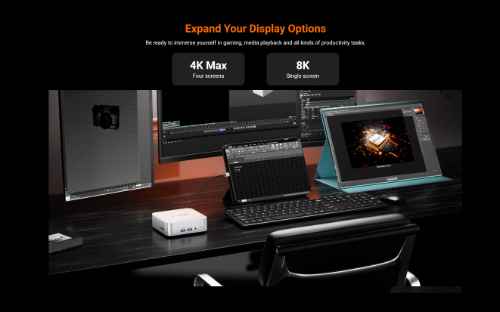 Expand Your Display Options
Be ready to immerse yourself in gaming, media playback and all kinds of productivity tasks.
4K Max
Four screens
8K
Single screen